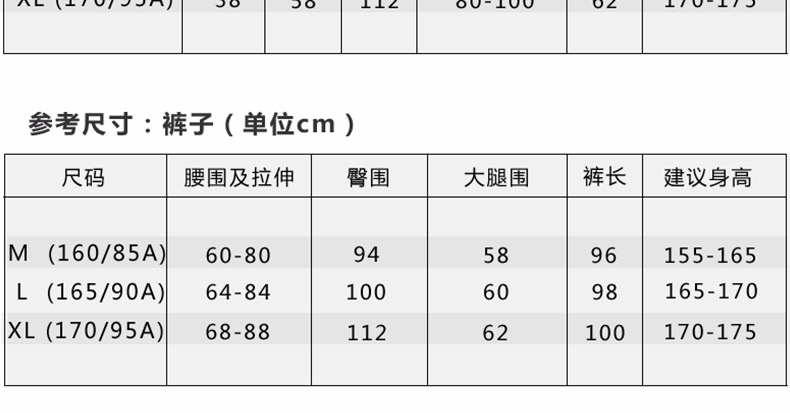 XL (170/95A) 38 58 112 80-100 62 170-175
参考尺寸：裤子（单位cm）
尺码 腰围及拉伸 臀围 大腿围 裤长 建议身高
M (160/85A) 60-80 94 58 96 155-165
L (165/90A) 64-84 100 60 98 165-170
XL (170/95A) 68-88 112 62 100 170-175